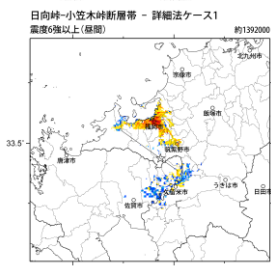 日向峠-小笠木峠断層帯 - 詳細法ケース1
震度6強以上(昼間)
約1392000
北九州市
宗像市
飯塚市
福岡市
33.5°
筑紫野市
唐津市
久留米市
うきは市
日田市
佐賀市